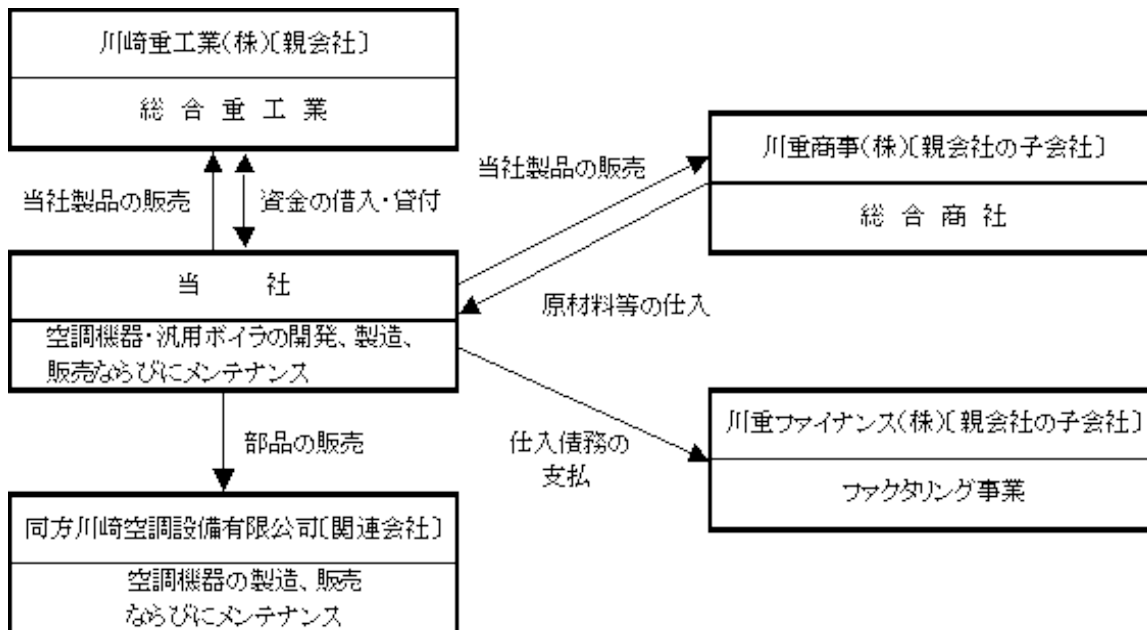 川崎重工業(株)〔親会社〕
総合重工業
当社製品の販売
資金の借入・貸付
当社
空調機器・汎用ボイラの開発、製造、
販売ならびにメンテナンス
部品の販売
同方川崎空調設備有限公司〔関連会社〕
空調機器の製造、販売
ならびにメンテナンス
当社製品の販売
川重商事(株)〔親会社の子会社〕
総合商社
原材料等の仕入
仕入債務の
支払
川重ファイナンス(株)〔親会社の子会社〕
ファクタリング事業